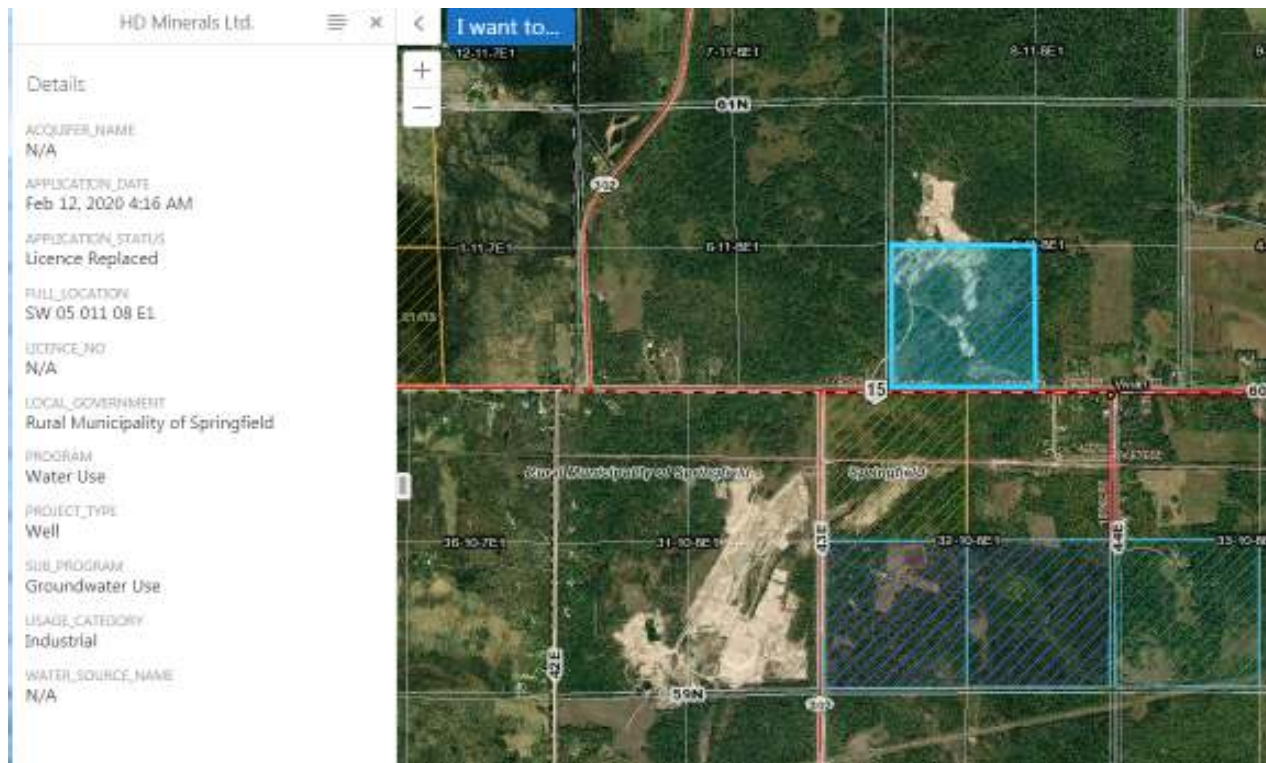 HD Minerals Ltd.
I want to...
Details
ACQUIFER_NAME
N/A
APPLICATION_DATE
Feb 12, 2020 4:16 AM
APPLICATION_STATUS
Licence Replaced
FULL_LOCATION
SW 05 011 08 E1
LICENCE_NO
N/A
LOCAL_GOVERNMENT
Rural Municipality of Springfield
PROGRAM
Water Use
PROJECT_TYPE
Well
SUB_PROGRAM
Groundwater Use
USAGE_CATEGORY
Industrial
WATER_SOURCE_NAME
N/A
12-11-7E1
7-11-8E1
8-11-8E1
61N
302
1-11-7E1
6-11-8E1
15
Vivian
60
Rural Municipality of Springfield
Springfield
36-10-7E1
31-10-8E1
43E
32-10-8E1
44E
42E
59N
302